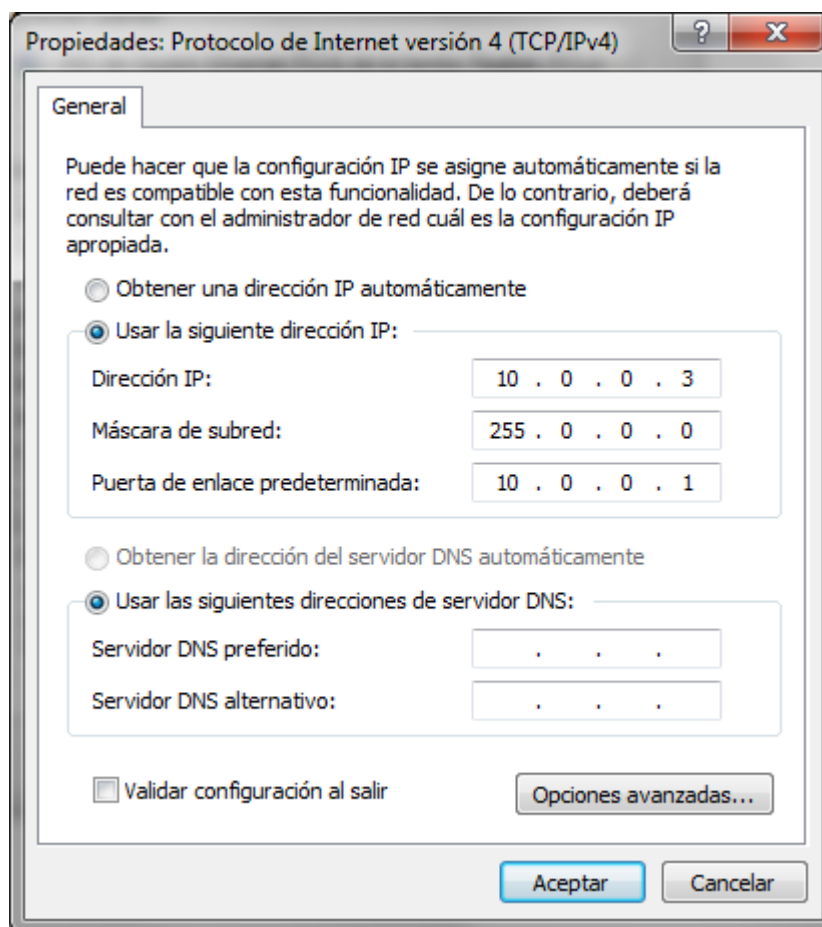 Propiedades: Protocolo de Internet versión 4 (TCP/IPv4)
General
Puede hacer que la configuración IP se asigne automáticamente si la
red es compatible con esta funcionalidad. De lo contrario, deberá
consultar con el administrador de red cuál es la configuración IP
apropiada.
Obtener una dirección IP automáticamente
Usar la siguiente dirección IP:
Dirección IP: 10 . 0 . 0 . 3
Máscara de subred: 255 . 0 . 0 . 0
Puerta de enlace predeterminada: 10 . 0 . 0 . 1
Obtener la dirección del servidor DNS automáticamente
Usar las siguientes direcciones de servidor DNS:
Servidor DNS preferido: . . .
Servidor DNS alternativo: . . .
Validar configuración al salir
Opciones avanzadas...
Aceptar Cancelar